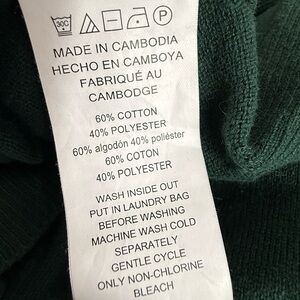 30C P
MADE IN CAMBODIA
HECHO EN CAMBOYA
FABRIQUÉ AU
CAMBODGE
60% COTTON
40% POLYESTER
60% algodón 40% poliéster
60% COTON
40% POLYESTER
WASH INSIDE OUT
PUT IN LAUNDRY BAG
BEFORE WASHING
MACHINE WASH COLD
SEPARATELY
GENTLE CYCLE
ONLY NON-CHLORINE
BLEACH